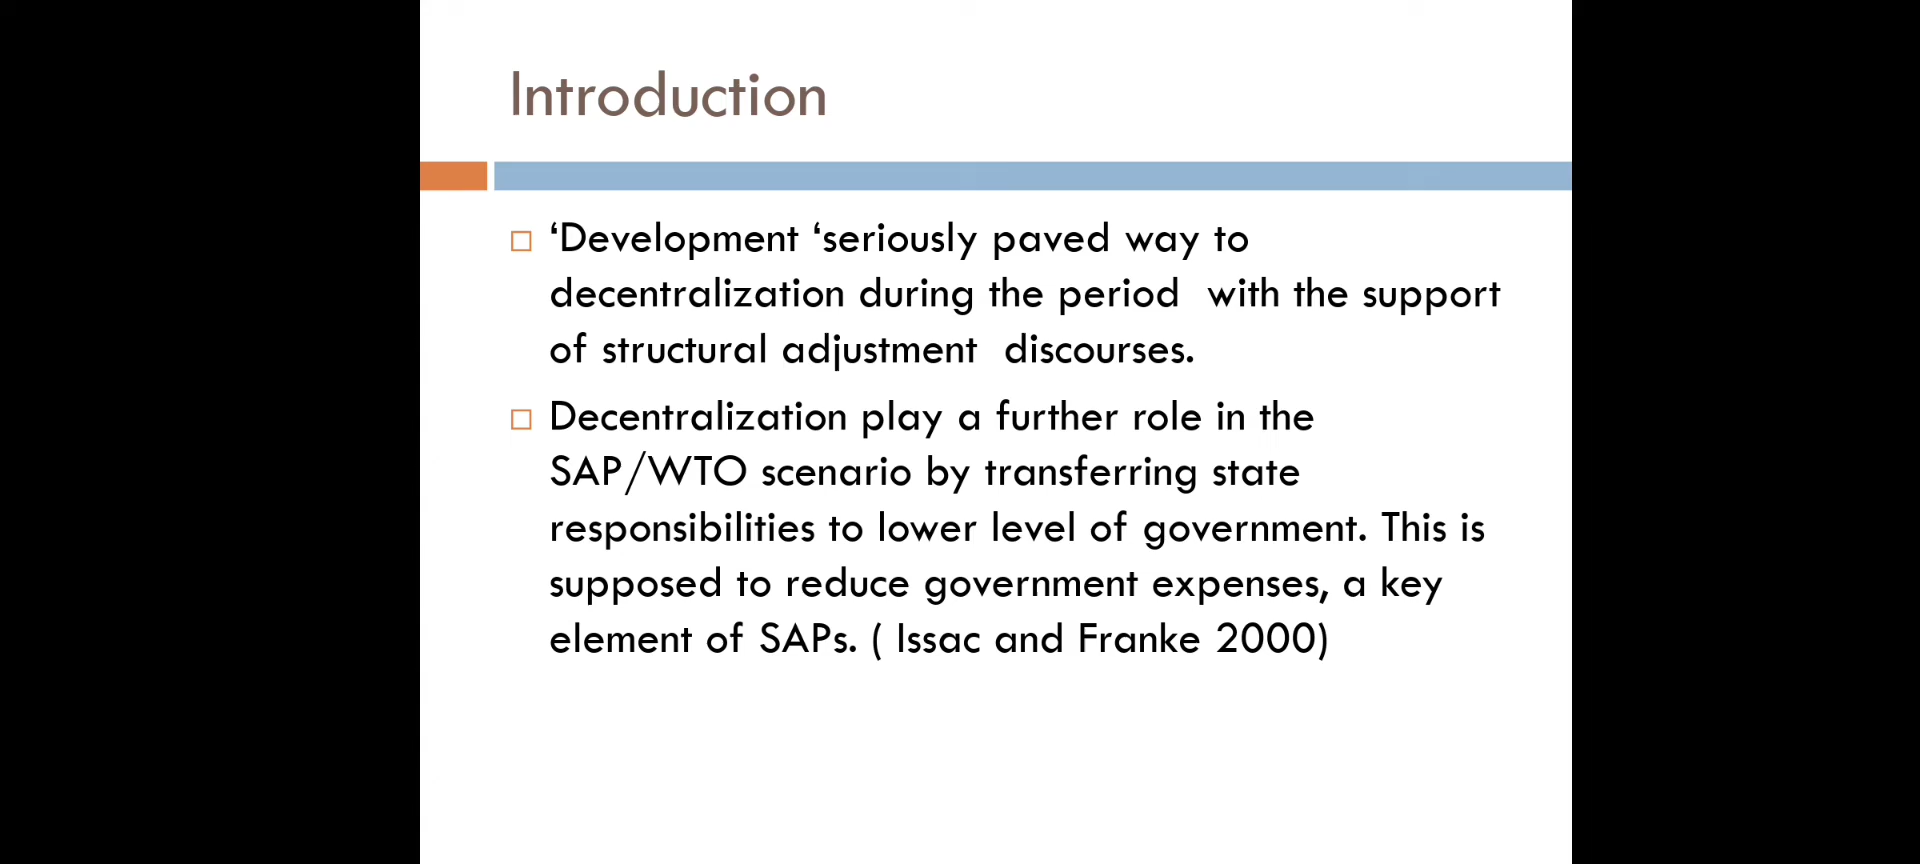 Introduction
‘Development ‘seriously paved way to
decentralization during the period  with the support
of structural adjustment  discourses.
Decentralization play a further role in the
SAP/WTO scenario by transferring state
responsibilities to lower level of government. This is
supposed to reduce government expenses, a key
element of SAPs. ( Issac and Franke 2000)